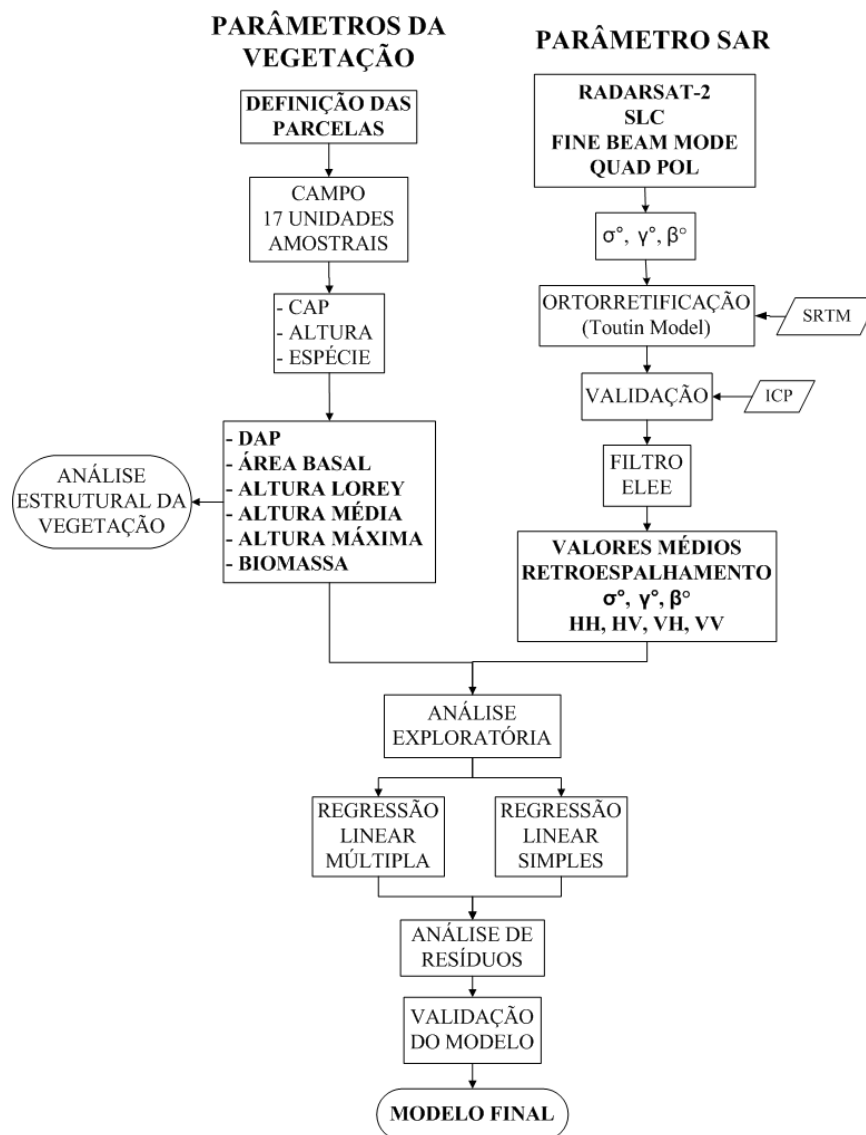 PARÂMETROS DA
VEGETAÇÃO
DEFINIÇÃO DAS
PARCELAS
CAMPO
17 UNIDADES
AMOSTRAIS
- CAP
- ALTURA
- ESPÉCIE
- DAP
- ÁREA BASAL
- ALTURA LOREY
- ALTURA MÉDIA
- ALTURA MÁXIMA
- BIOMASSA
ANÁLISE
ESTRUTURAL DA
VEGETAÇÃO
PARÂMETRO SAR
RADARSAT-2
SLC
FINE BEAM MODE
QUAD POL
σ°, γ°, β°
ORTORRETIFICAÇÃO
(Toutin Model)
SRTM
VALIDAÇÃO
ICP
FILTRO
ELEE
VALORES MÉDIOS
RETROESPALHAMENTO
σ°, γ°, β°
HH, HV, VH, VV
ANÁLISE
EXPLORATÓRIA
REGRESSÃO
LINEAR
MÚLTIPLA
REGRESSÃO
LINEAR
SIMPLES
ANÁLISE DE
RESÍDUOS
VALIDAÇÃO
DO MODELO
MODELO FINAL